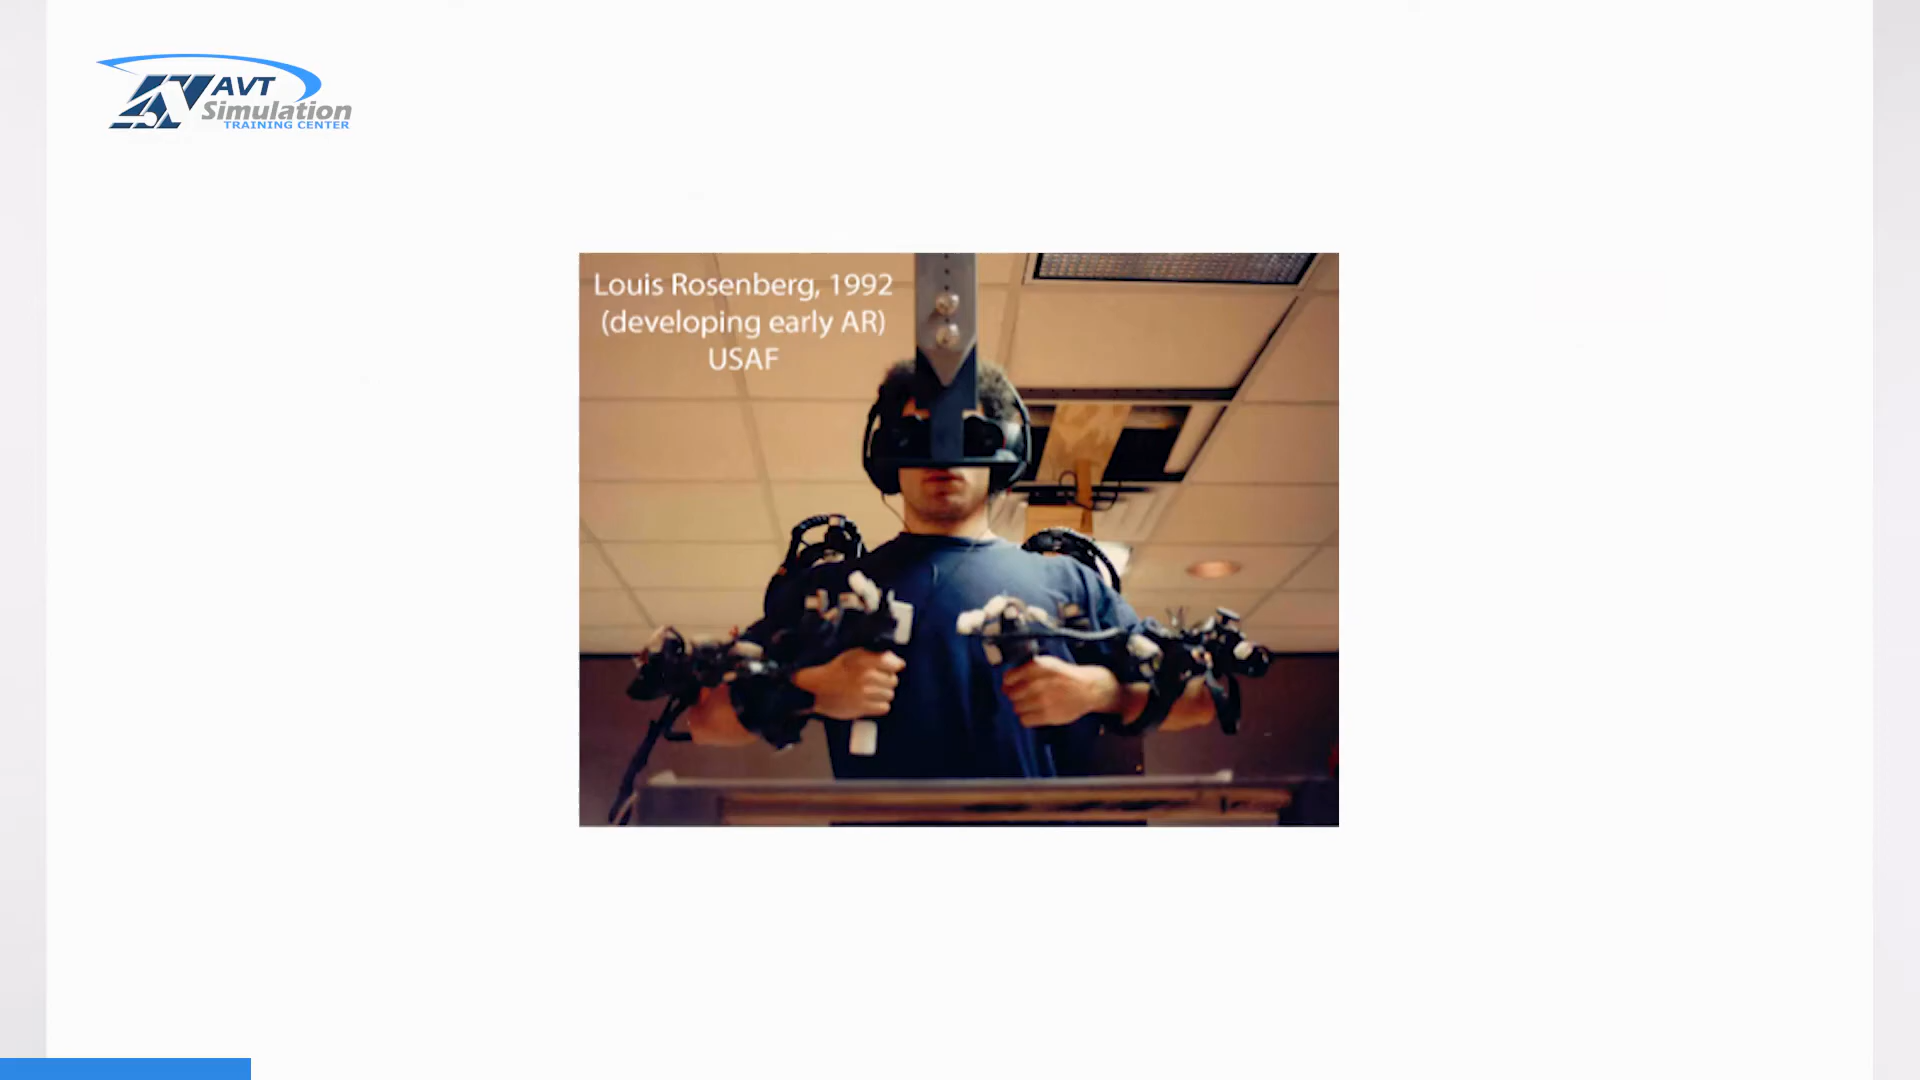 AVT
Simulation
TRAINING CENTER
Louis Rosenberg, 1992
(developing early AR)
USAF